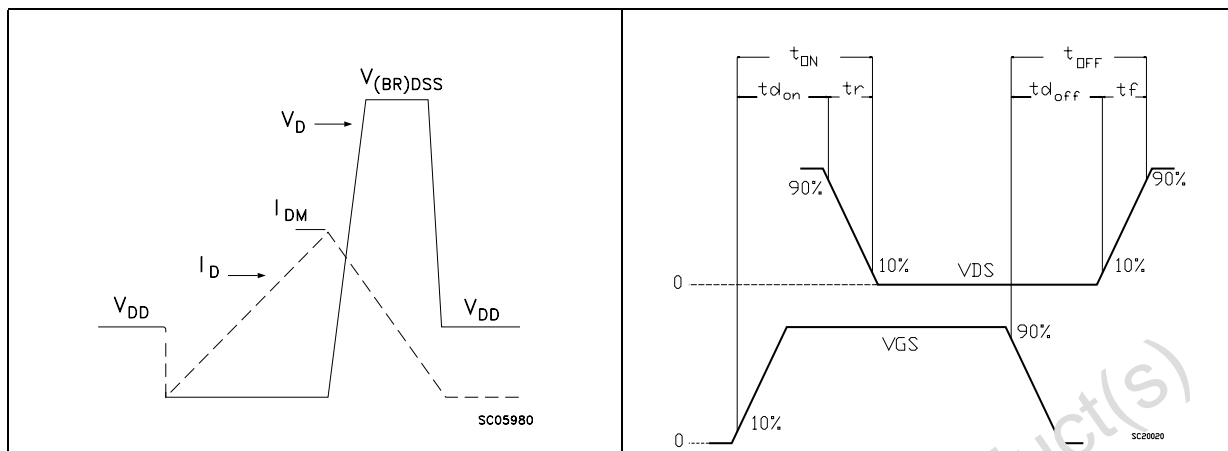 V(BR)DSS
VD
IDM
ID
VDD
VDD
SC05980
tON
tOFF
tdon
tr
tdoff
tf
90%
90%
10%
10%
0
VDS
90%
VGS
10%
0
SC20020
duct(s)